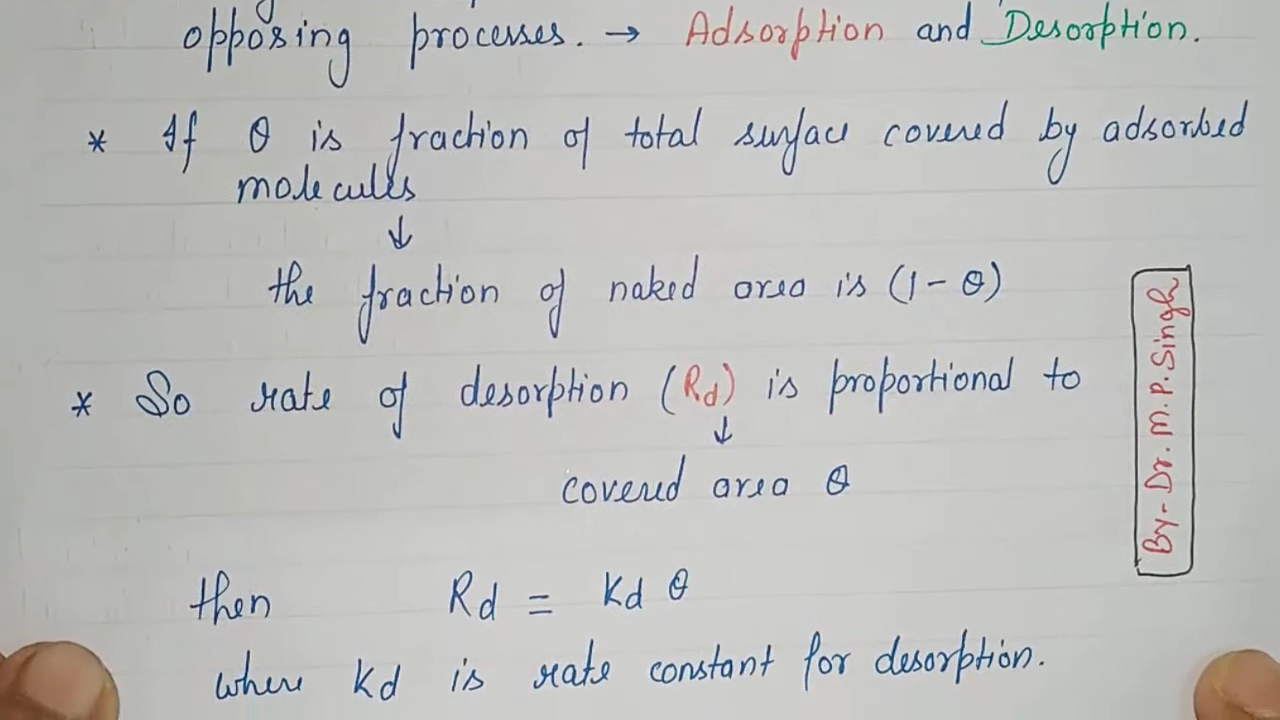 opposing processes. → Adsorption and Desorption.
* If θ is fraction of total surface covered by adsorbed
molecules
↓
the fraction of naked area is (1 - θ)
* So rate of desorption (Rd) is proportional to
↓
covered area θ
then Rd = Kd θ
where Kd is rate constant for desorption.
By- Dr. M. P. Singh